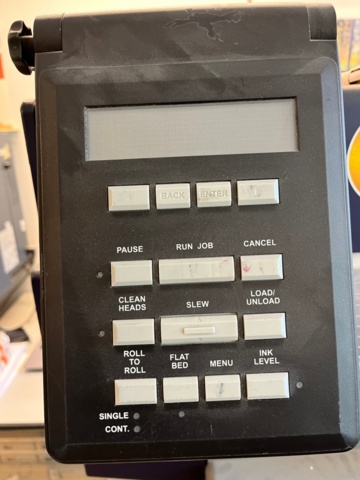 BACK ENTER
PAUSE RUN JOB CANCEL
CLEAN HEADS SLEW LOAD/ UNLOAD
ROLL TO ROLL FLAT BED MENU INK LEVEL
SINGLE
CONT.